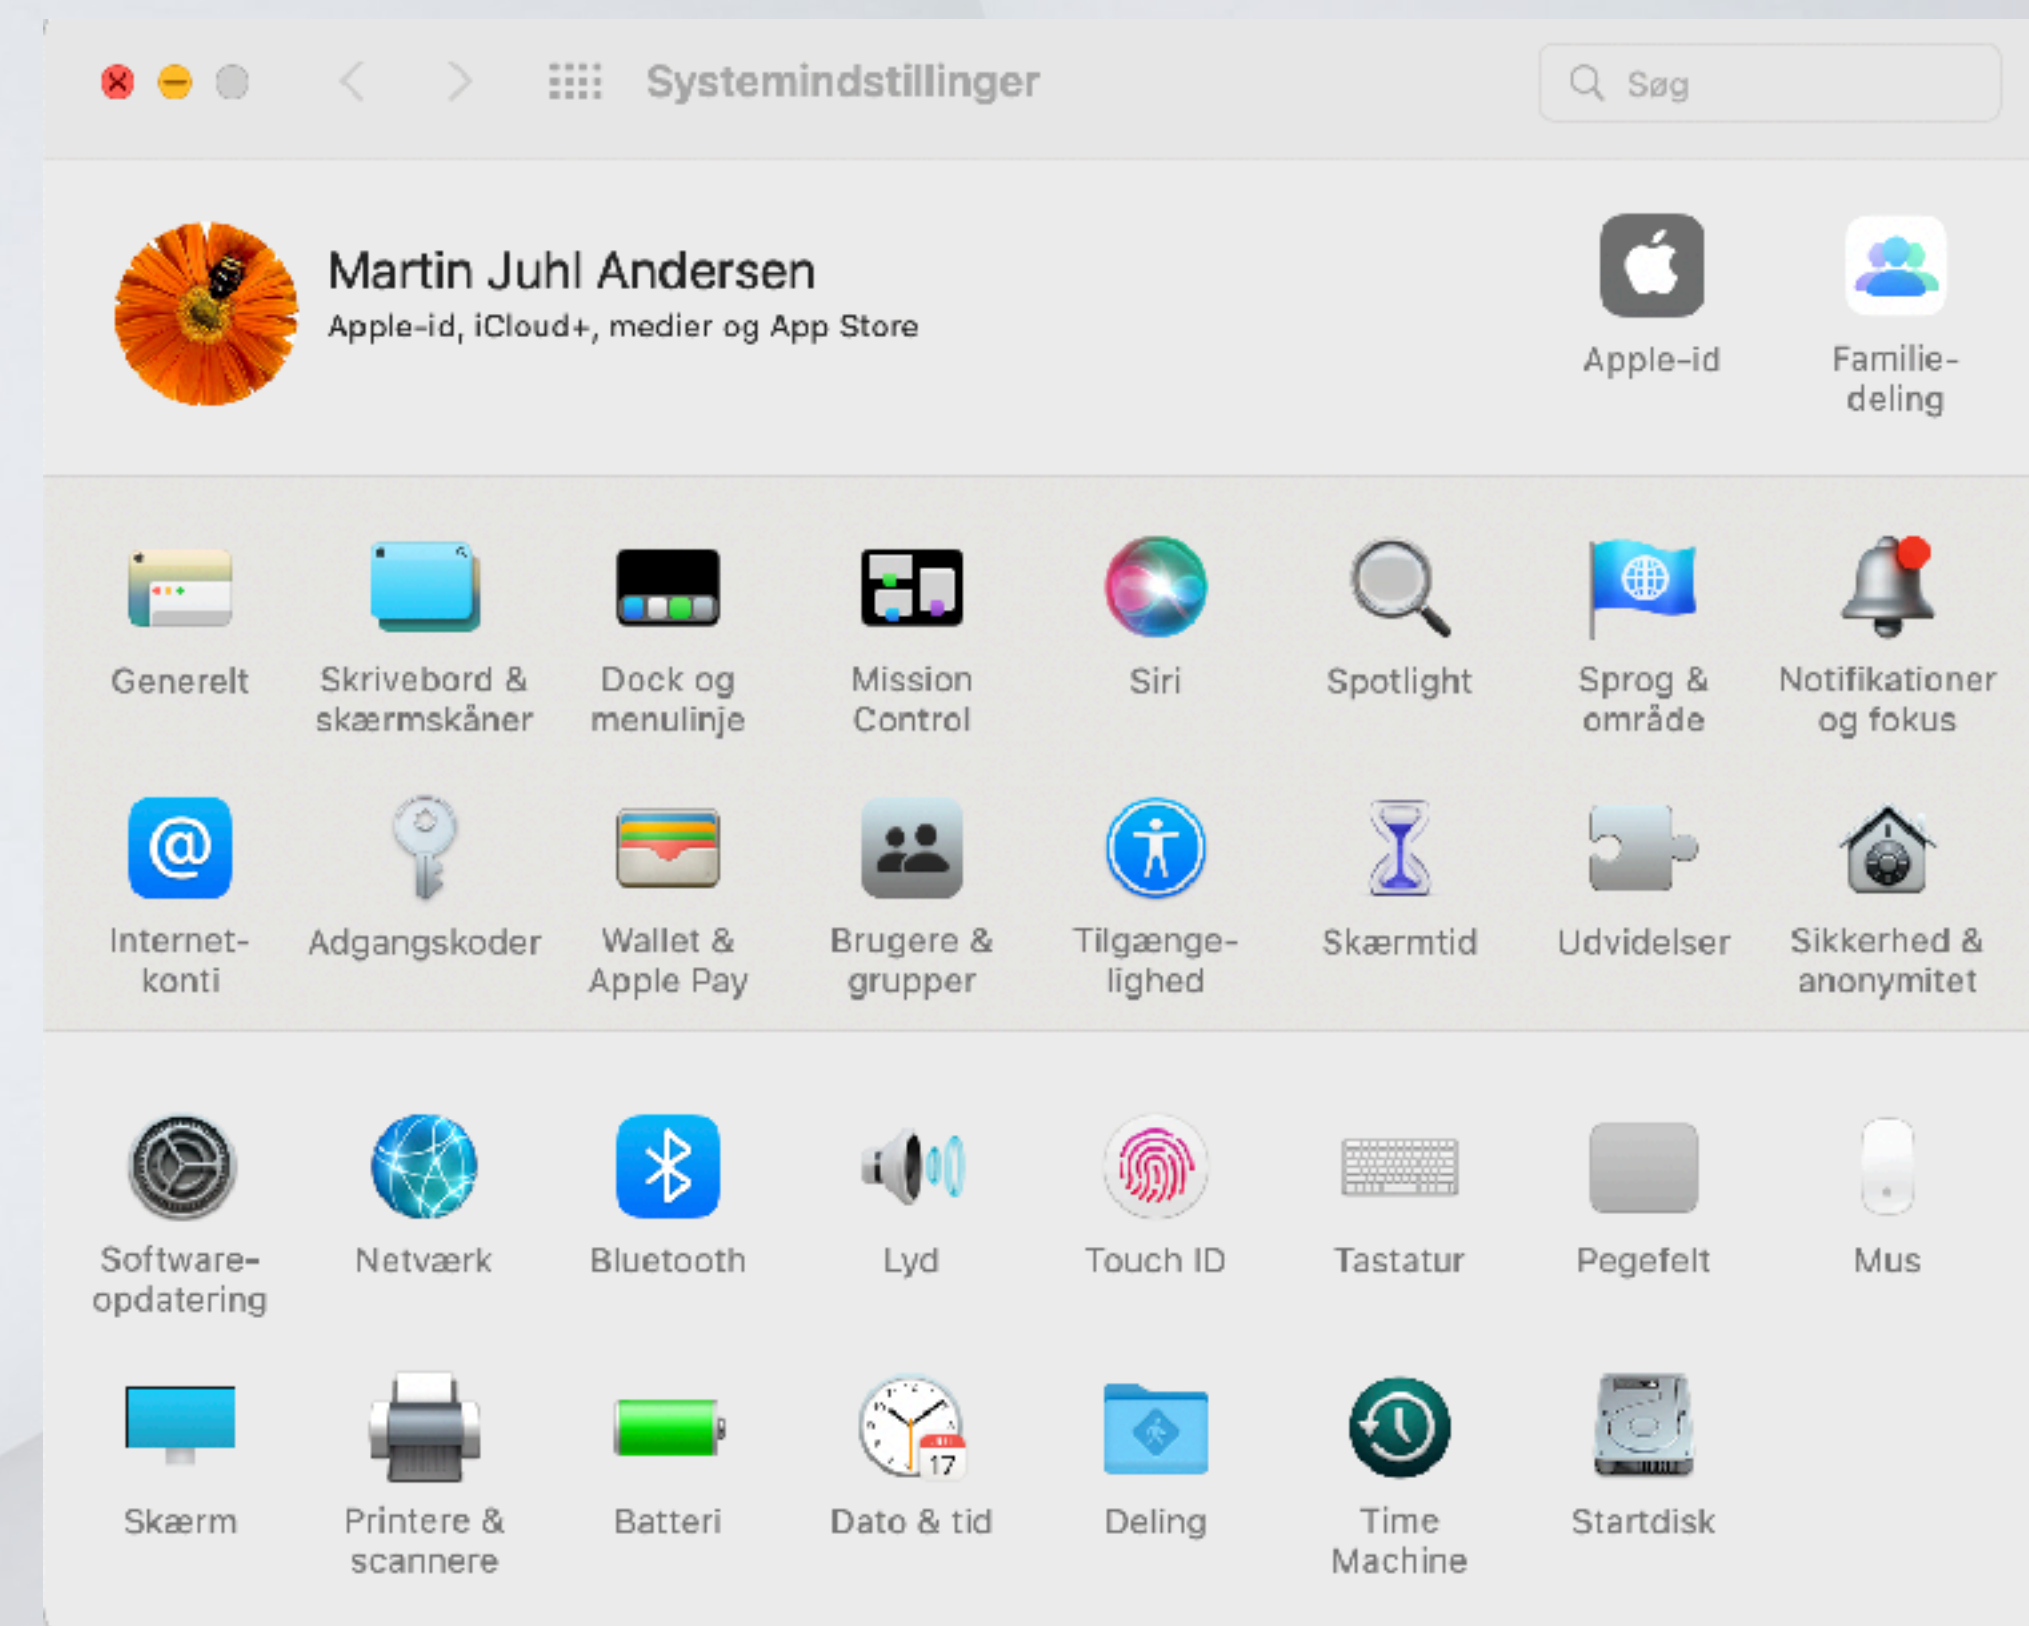 Systemindstillinger
Søg
Martin Juhl Andersen
Apple-id, iCloud+, medier og App Store
Apple-id
Familie-
deling
Generelt
Skrivebord &
skærmskåner
Dock og
menulinje
Mission
Control
Siri
Spotlight
Sprog &
område
Notifikationer
og fokus
@
Internet-
konti
Adgangskoder
Wallet &
Apple Pay
Brugere &
grupper
Tilgænge-
lighed
Skærmtid
Udvidelser
Sikkerhed &
anonymitet
Software-
opdatering
Netværk
Bluetooth
Lyd
Touch ID
Tastatur
Pegefelt
Mus
17
Skærm
Printere &
scannere
Batteri
Dato & tid
Deling
Time
Machine
Startdisk